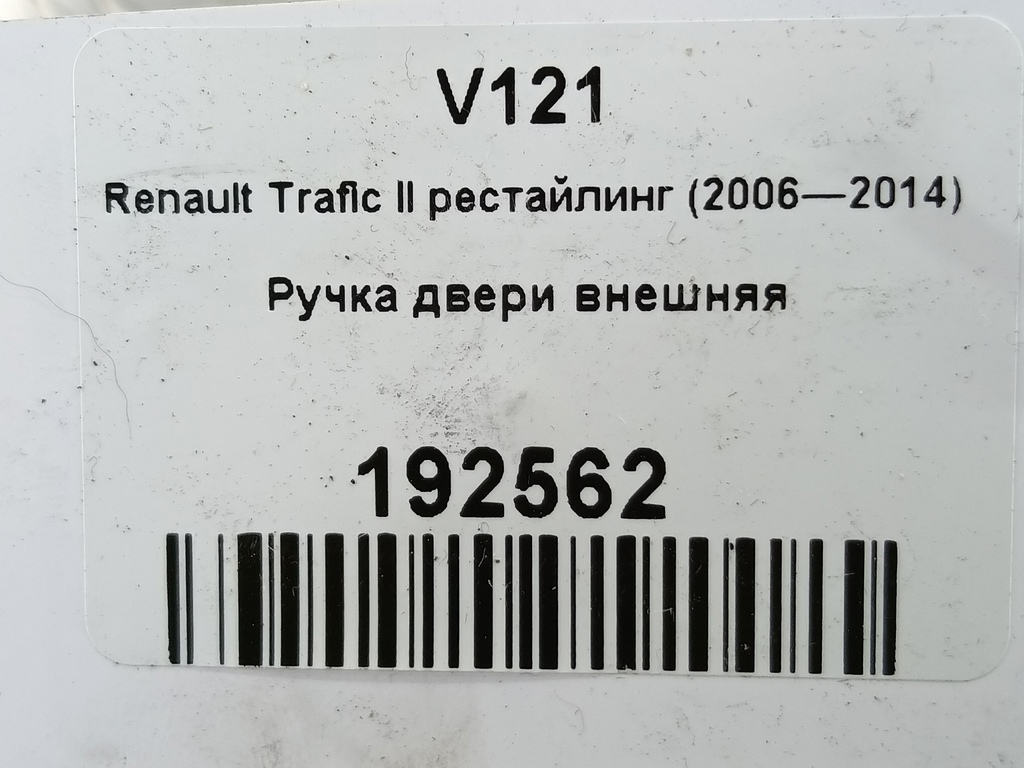 V121
Renault Trafic II рестайлинг (2006—2014)
Ручка двери внешняя
192562